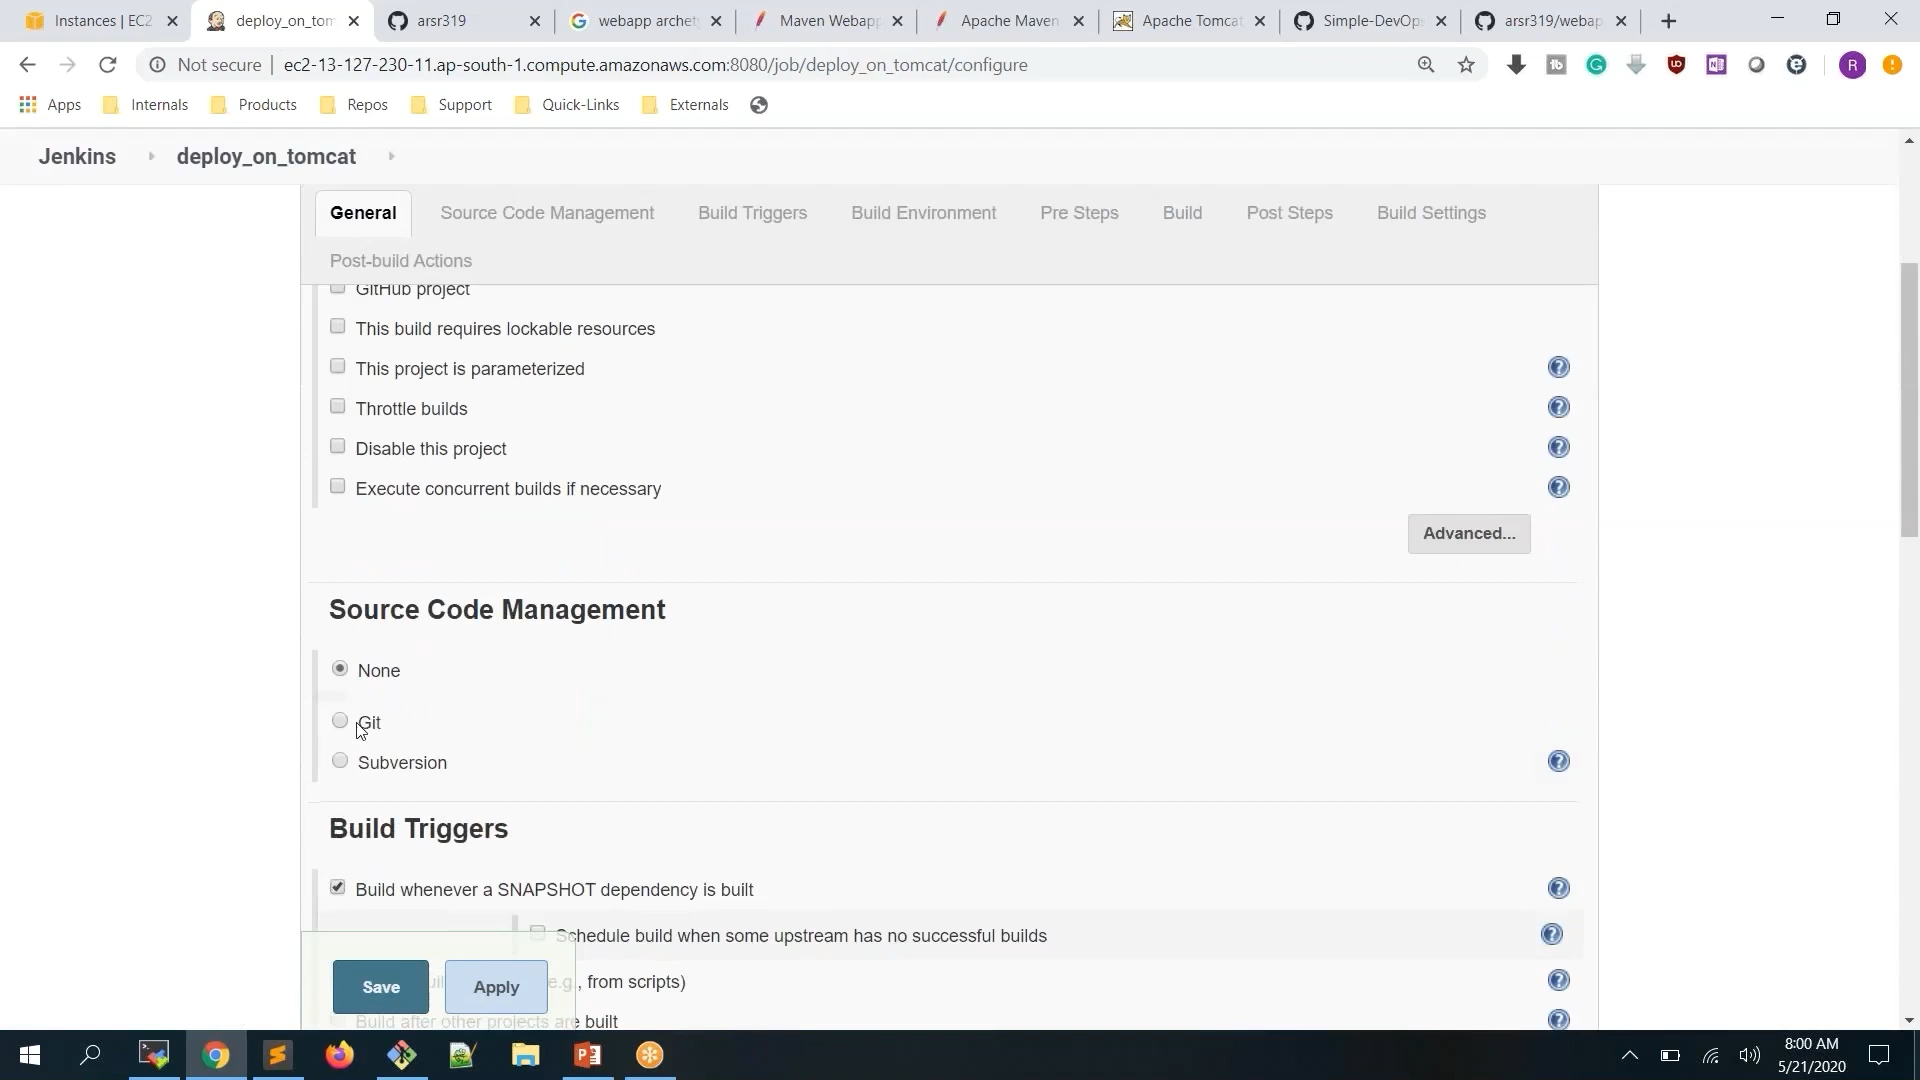 Instances | EC2
deploy_on_tom
arsr319
webapp archet
Maven Webapp
Apache Maven
Apache Tomcat
Simple-DevOps
arsr319/webap
Not secure | ec2-13-127-230-11.ap-south-1.compute.amazonaws.com:8080/job/deploy_on_tomcat/configure
R
Apps Internals Products Repos Support Quick-Links Externals
Jenkins deploy_on_tomcat
General Source Code Management Build Triggers Build Environment Pre Steps Build Post Steps Build Settings
Post-build Actions
GitHub project
This build requires lockable resources
This project is parameterized
Throttle builds
Disable this project
Execute concurrent builds if necessary
Advanced...
Source Code Management
None
Git
Subversion
Build Triggers
Build whenever a SNAPSHOT dependency is built
Schedule build when some upstream has no successful builds
Save Apply , from scripts)
Build after other projects are built
8:00 AM
5/21/2020